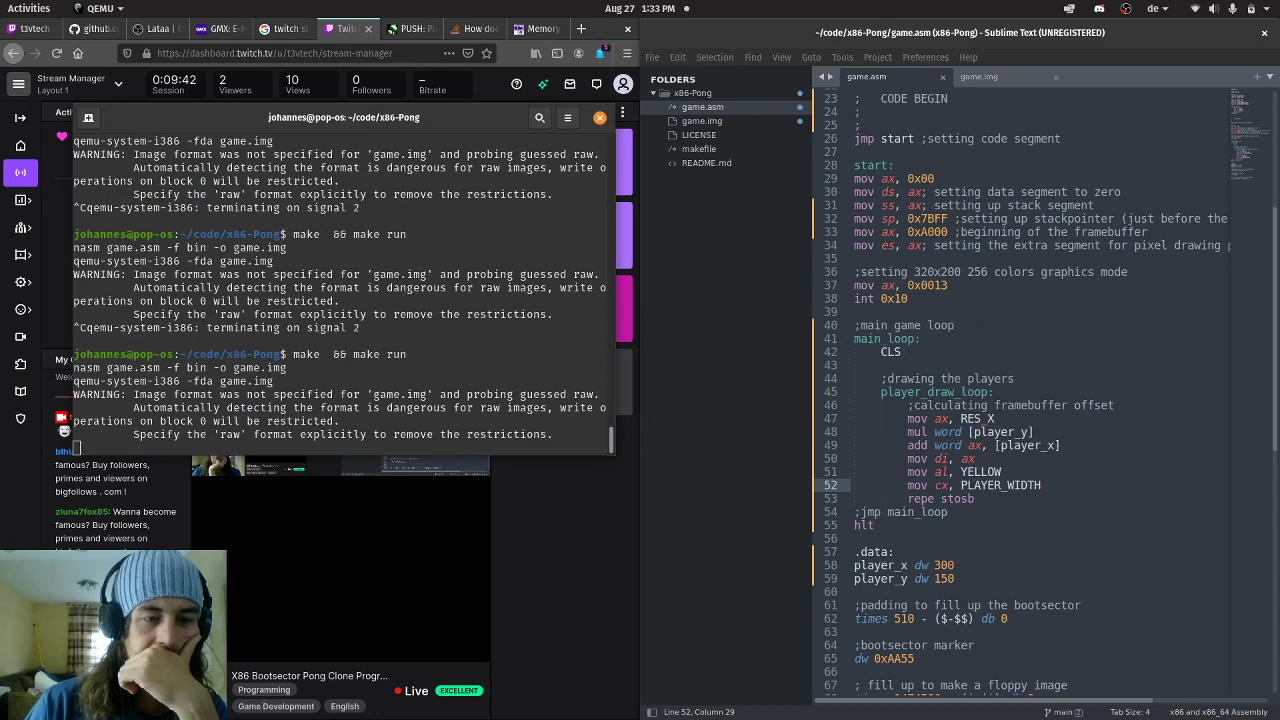 Activities
QEMU
Aug 27 1:33 PM
de
t3vtech
github.c
Lataa |
GMX: E-M
twitch st
Twitc
PUSH: P
Memory
https://dashboard.twitch.tv/u/t3vtech/stream-manager
5
Stream Manager
Layout 1
0:09:42
Session
2
Viewers
10
Views
0
Followers
–
Bitrate
johannes@pop-os: ~/code/x86-Pong
qemu-system-i386 -fda game.img
WARNING: Image format was not specified for 'game.img' and probing guessed raw.
Automatically detecting the format is dangerous for raw images, write o
perations on block 0 will be restricted.
Specify the 'raw' format explicitly to remove the restrictions.
^Cqemu-system-i386: terminating on signal 2
johannes@pop-os:~/code/x86-Pong$ make  && make run
nasm game.asm -f bin -o game.img
qemu-system-i386 -fda game.img
WARNING: Image format was not specified for 'game.img' and probing guessed raw.
Automatically detecting the format is dangerous for raw images, write o
perations on block 0 will be restricted.
Specify the 'raw' format explicitly to remove the restrictions.
^Cqemu-system-i386: terminating on signal 2
johannes@pop-os:~/code/x86-Pong$ make  && make run
nasm game.asm -f bin -o game.img
qemu-system-i386 -fda game.img
WARNING: Image format was not specified for 'game.img' and probing guessed raw.
Automatically detecting the format is dangerous for raw images, write o
perations on block 0 will be restricted.
Specify the 'raw' format explicitly to remove the restrictions.
famous? Buy followers,
primes and viewers on
bigfollows . com !
zluna7fox85: Wanna become
famous? Buy followers,
primes and viewers on
X86 Bootsector Pong Clone Progr...
Live
EXCELLENT
Programming
Game Development
English
~/code/x86-Pong/game.asm (x86-Pong) - Sublime Text (UNREGISTERED)
File
Edit
Selection
Find
View
Goto
Tools
Project
Preferences
Help
FOLDERS
x86-Pong
game.asm
game.img
LICENSE
makefile
README.md
game.asm
game.img
23 ;   CODE BEGIN
24 ;
25 ;
26 jmp start ;setting code segment
28 start:
29 mov ax, 0x00
30 mov ds, ax; setting data segment to zero
31 mov ss, ax; setting up stack segment
32 mov sp, 0x7BFF ;setting up stackpointer (just before the
33 mov ax, 0xA000 ;beginning of the framebuffer
34 mov es, ax; setting the extra segment for pixel drawing p
35
36 ;setting 320x200 256 colors graphics mode
37 mov ax, 0x0013
38 int 0x10
39
40 ;main game loop
41 main_loop:
42 CLS
43
44 ;drawing the players
45 player_draw_loop:
46 ;calculating framebuffer offset
47 mov ax, RES_X
48 mul word [player_y]
49 add word ax, [player_x]
50 mov di, ax
51 mov al, YELLOW
52 mov cx, PLAYER_WIDTH
53 repe stosb
54 ;jmp main_loop
55 hlt
56
57 .data:
58 player_x dw 300
59 player_y dw 150
60
61 ;padding to fill up the bootsector
62 times 510 - ($-$$) db 0
63
64 ;bootsector marker
65 dw 0xAA55
66
67 ; fill up to make a floppy image
Line 52, Column 29
main (2)
Tab Size: 4
x86 and x86_64 Assembly